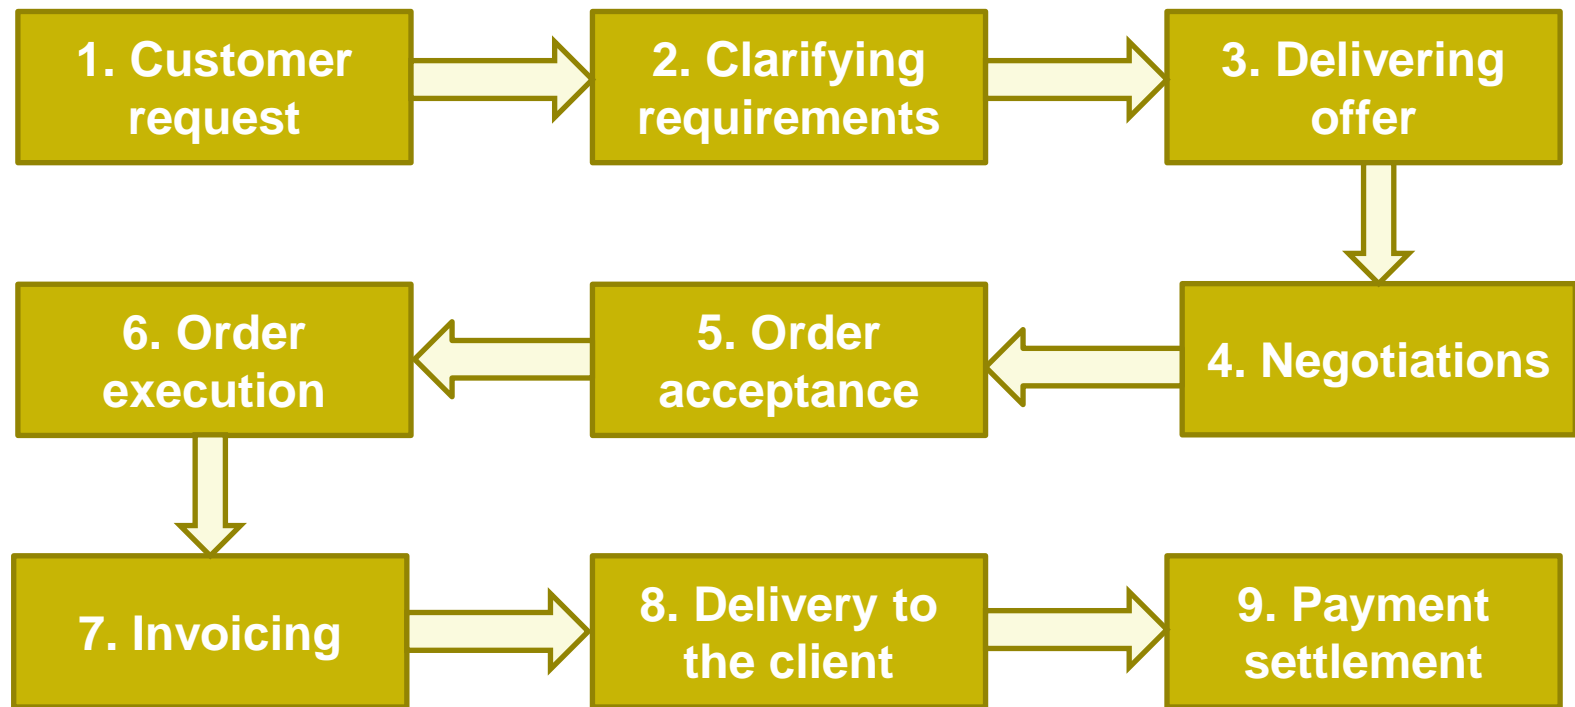 1. Customer
request
2. Clarifying
requirements
3. Delivering
offer
4. Negotiations
5. Order
acceptance
6. Order
execution
7. Invoicing
8. Delivery to
the client
9. Payment
settlement